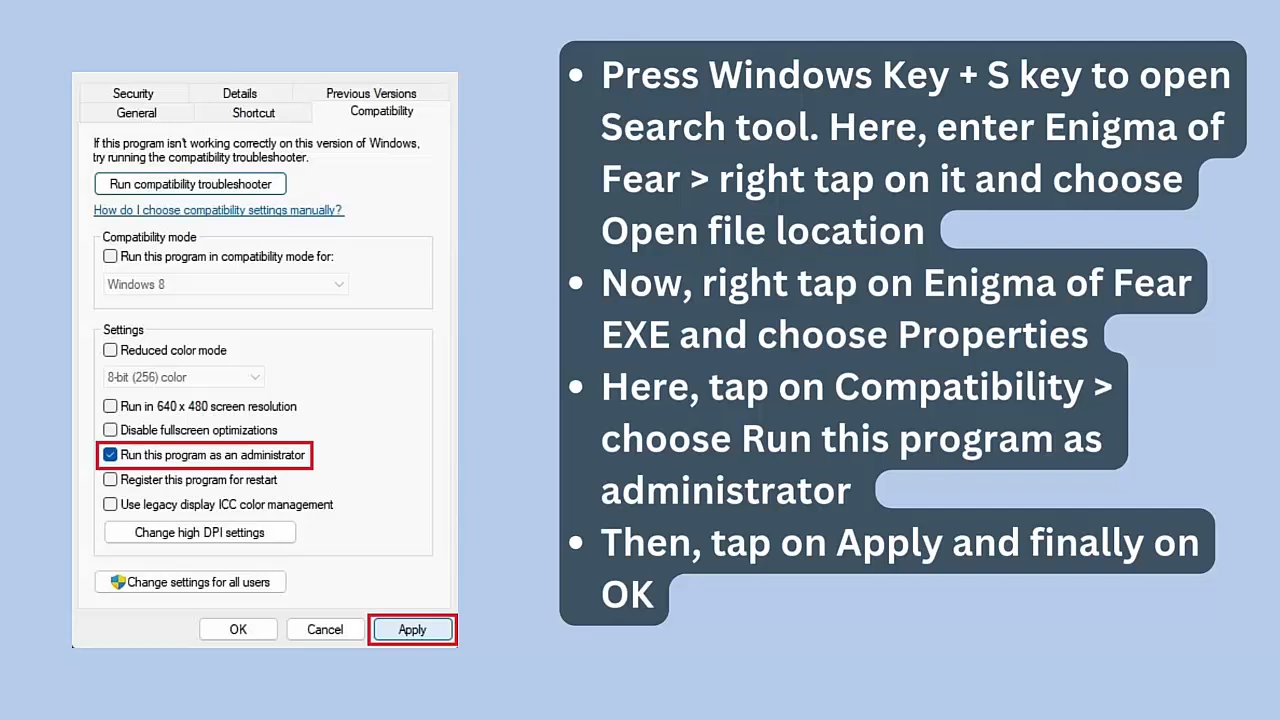 Security Details Previous Versions
General Shortcut Compatibility
If this program isn't working correctly on this version of Windows,
try running the compatibility troubleshooter.
Run compatibility troubleshooter
How do I choose compatibility settings manually?
Compatibility mode
Run this program in compatibility mode for:
Windows 8
Settings
Reduced color mode
8-bit (256) color
Run in 640 x 480 screen resolution
Disable fullscreen optimizations
Run this program as an administrator
Register this program for restart
Use legacy display ICC color management
Change high DPI settings
Change settings for all users
OK Cancel Apply
• Press Windows Key + S key to open
Search tool. Here, enter Enigma of
Fear > right tap on it and choose
Open file location
• Now, right tap on Enigma of Fear
EXE and choose Properties
• Here, tap on Compatibility >
choose Run this program as
administrator
• Then, tap on Apply and finally on
OK